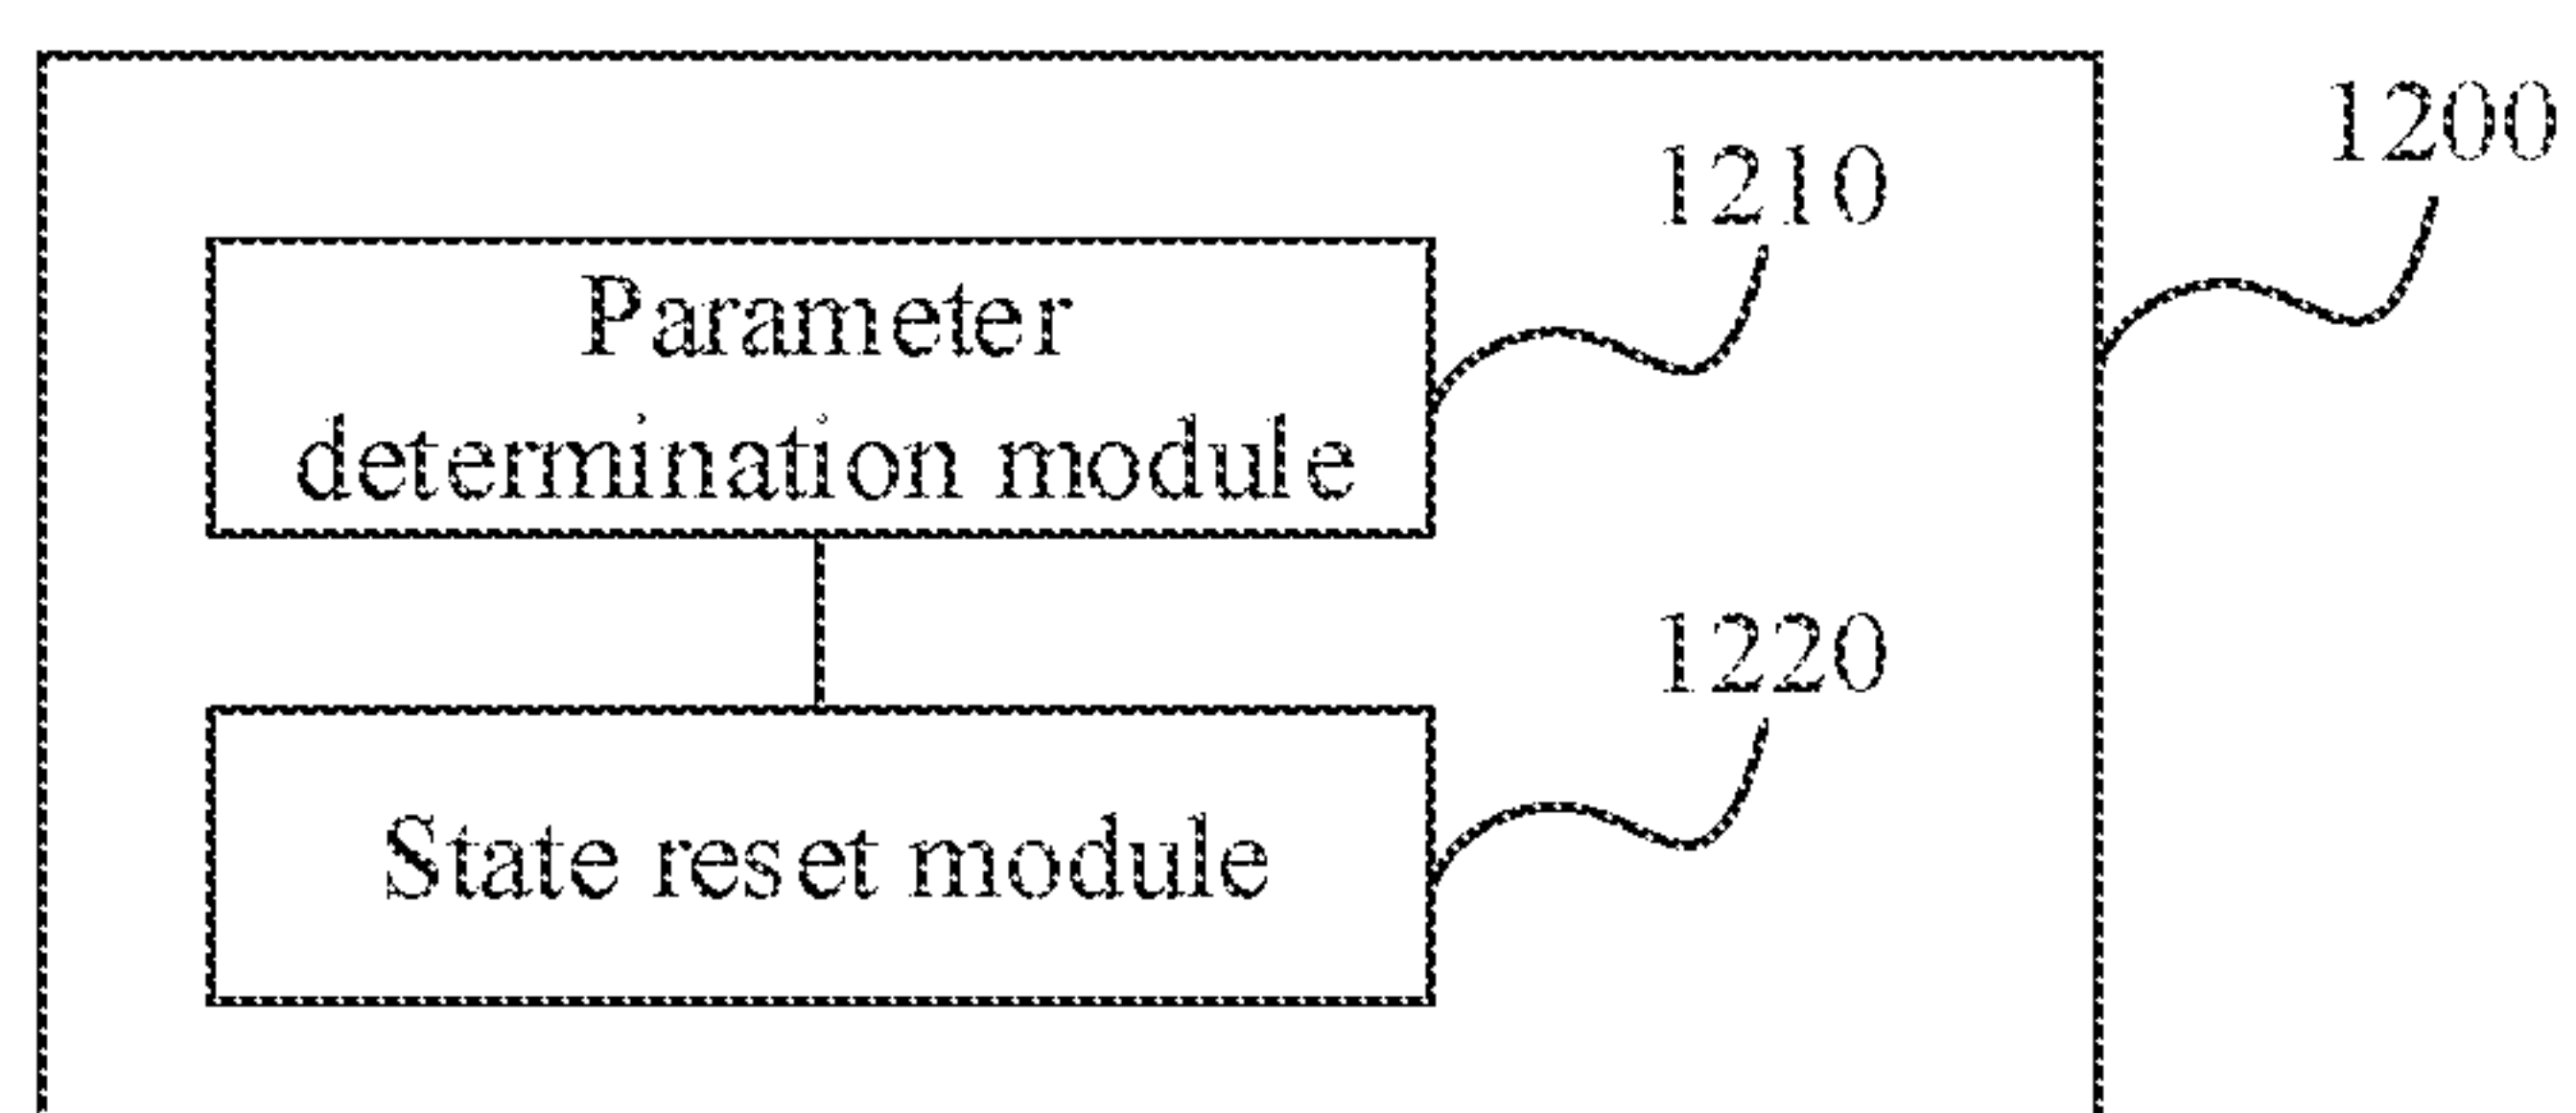 1200
1210
Parameter
determination module
1220
State reset module